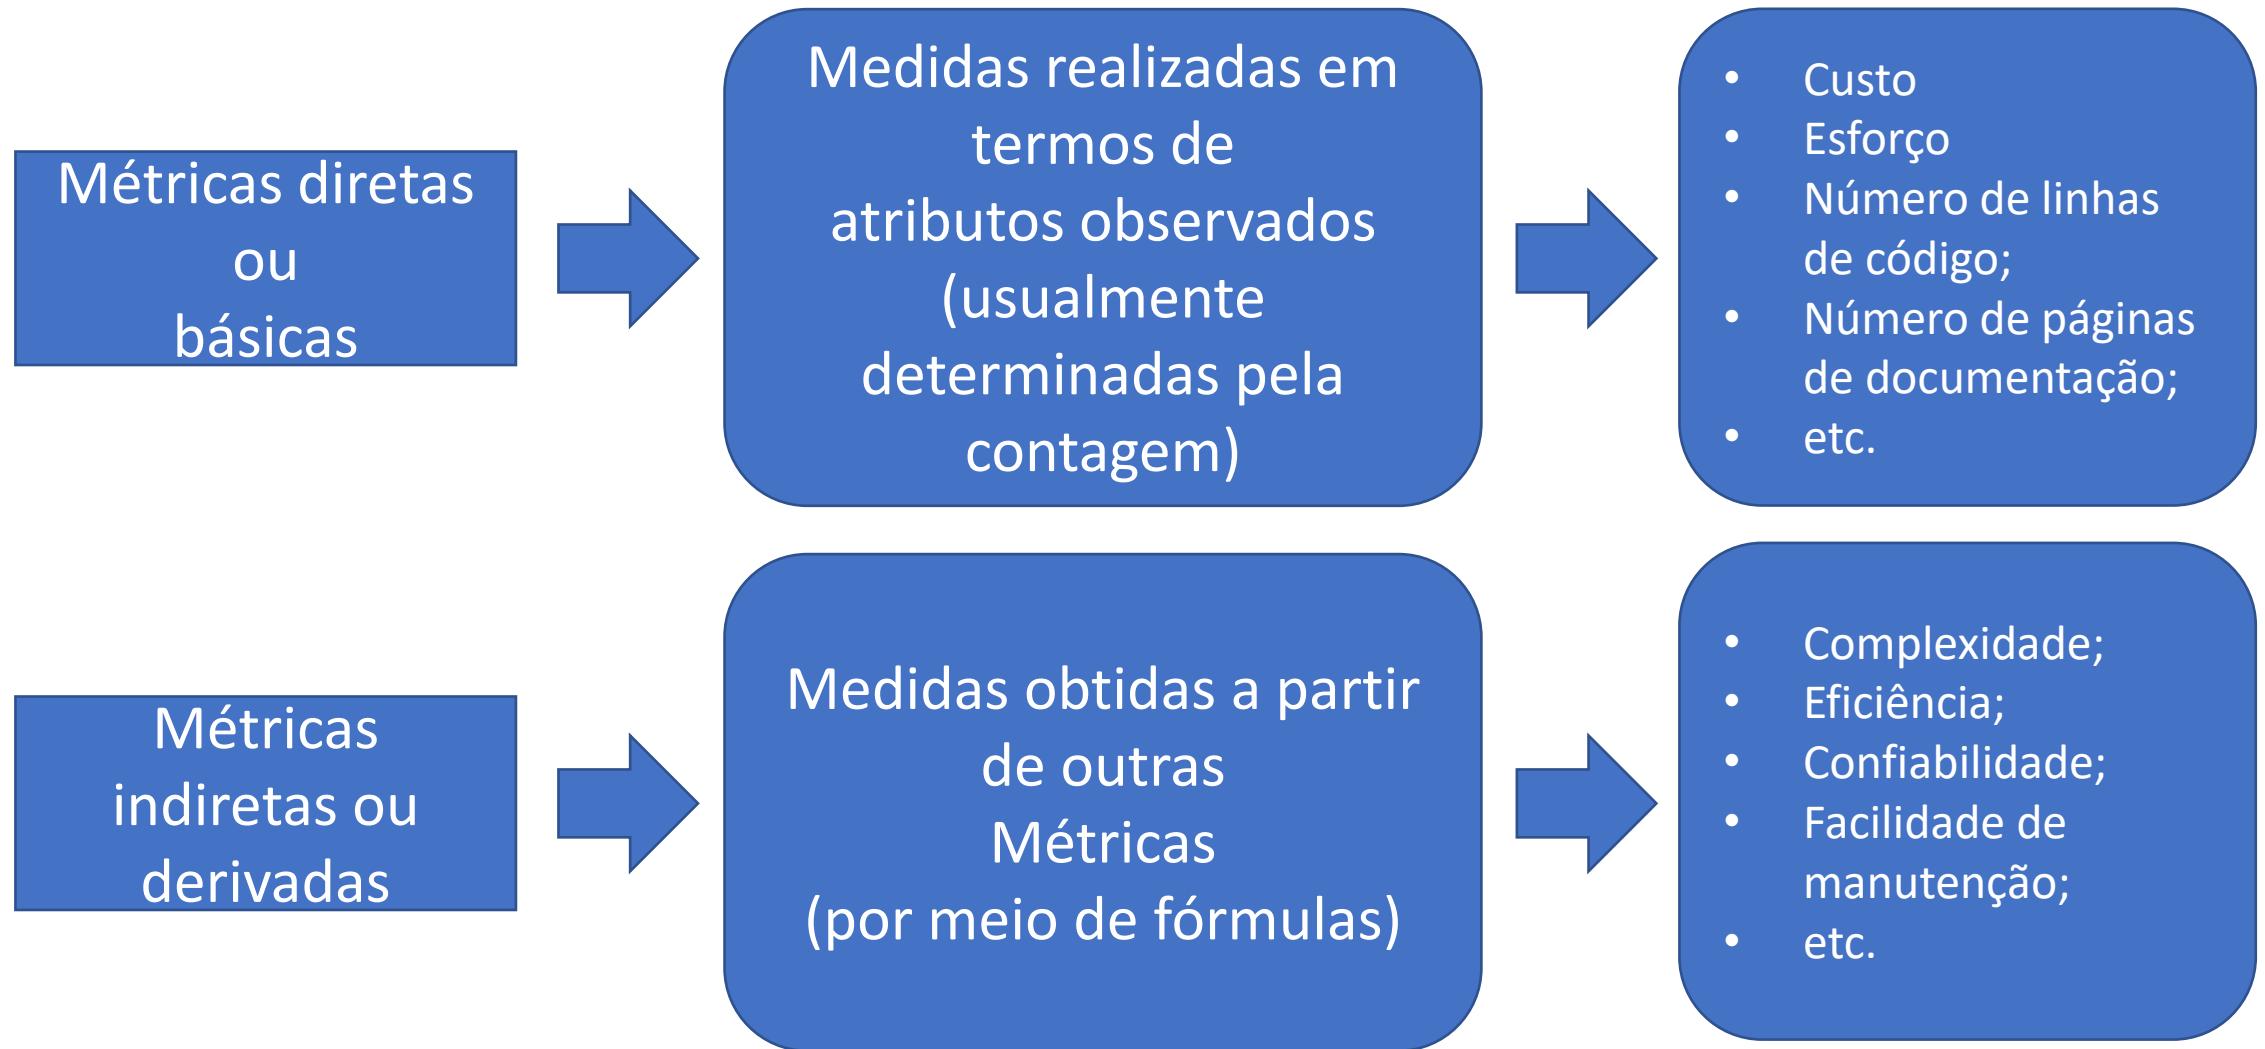 Métricas diretas
ou
básicas
Medidas realizadas em
termos de
atributos observados
(usualmente
determinadas pela
contagem)
• Custo
• Esforço
• Número de linhas
de código;
• Número de páginas
de documentação;
• etc.
Métricas
indiretas ou
derivadas
Medidas obtidas a partir
de outras
Métricas
(por meio de fórmulas)
• Complexidade;
• Eficiência;
• Confiabilidade;
• Facilidade de
manutenção;
• etc.